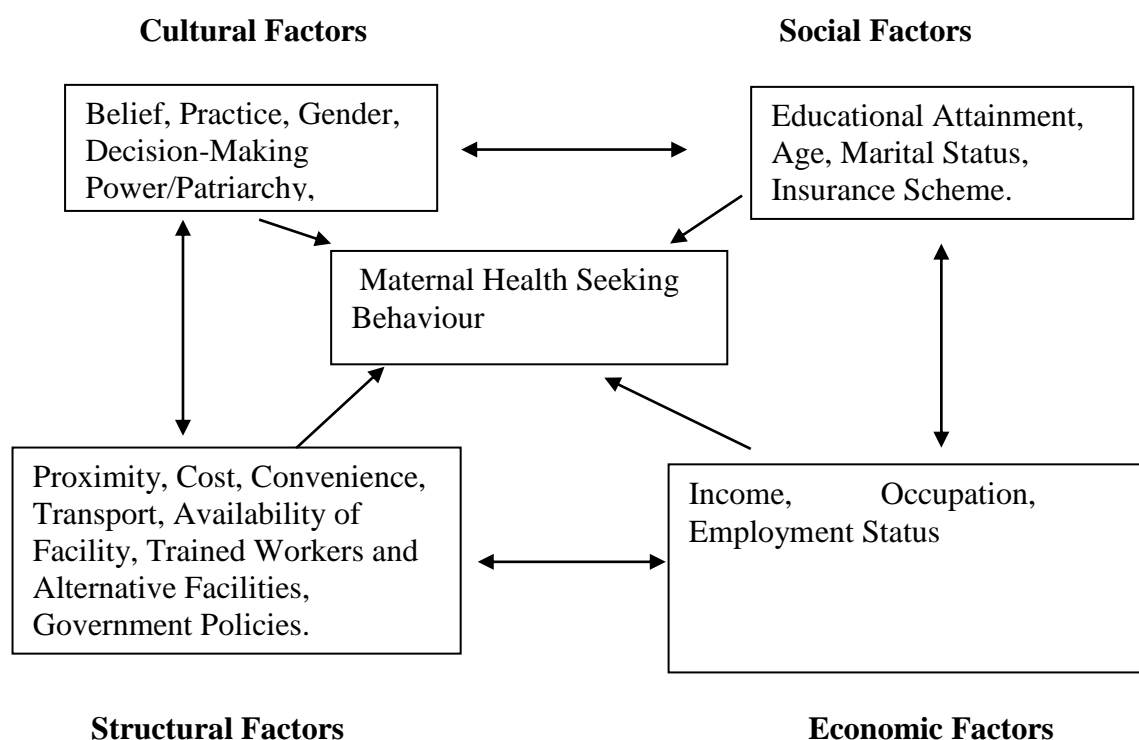 Cultural Factors
Social Factors
Belief, Practice, Gender,
Decision-Making
Power/Patriarchy,
Educational Attainment,
Age, Marital Status,
Insurance Scheme.
Maternal Health Seeking
Behaviour
Proximity, Cost, Convenience,
Transport, Availability of
Facility, Trained Workers and
Alternative Facilities,
Government Policies.
Income, Occupation,
Employment Status
Structural Factors
Economic Factors